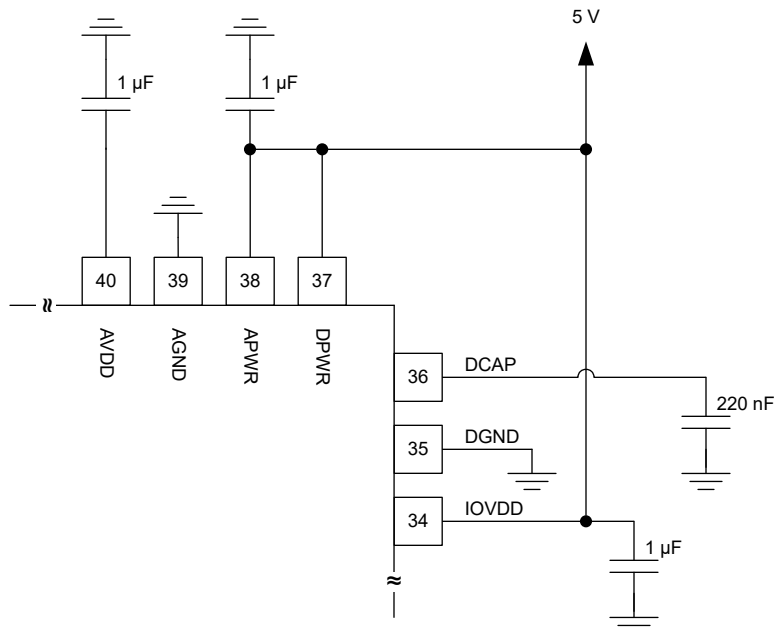 5 V
1 µF
1 µF
40
39
38
37
AVDD
AGND
APWR
DPWR
36
DCAP
220 nF
35
DGND
34
IOVDD
1 µF